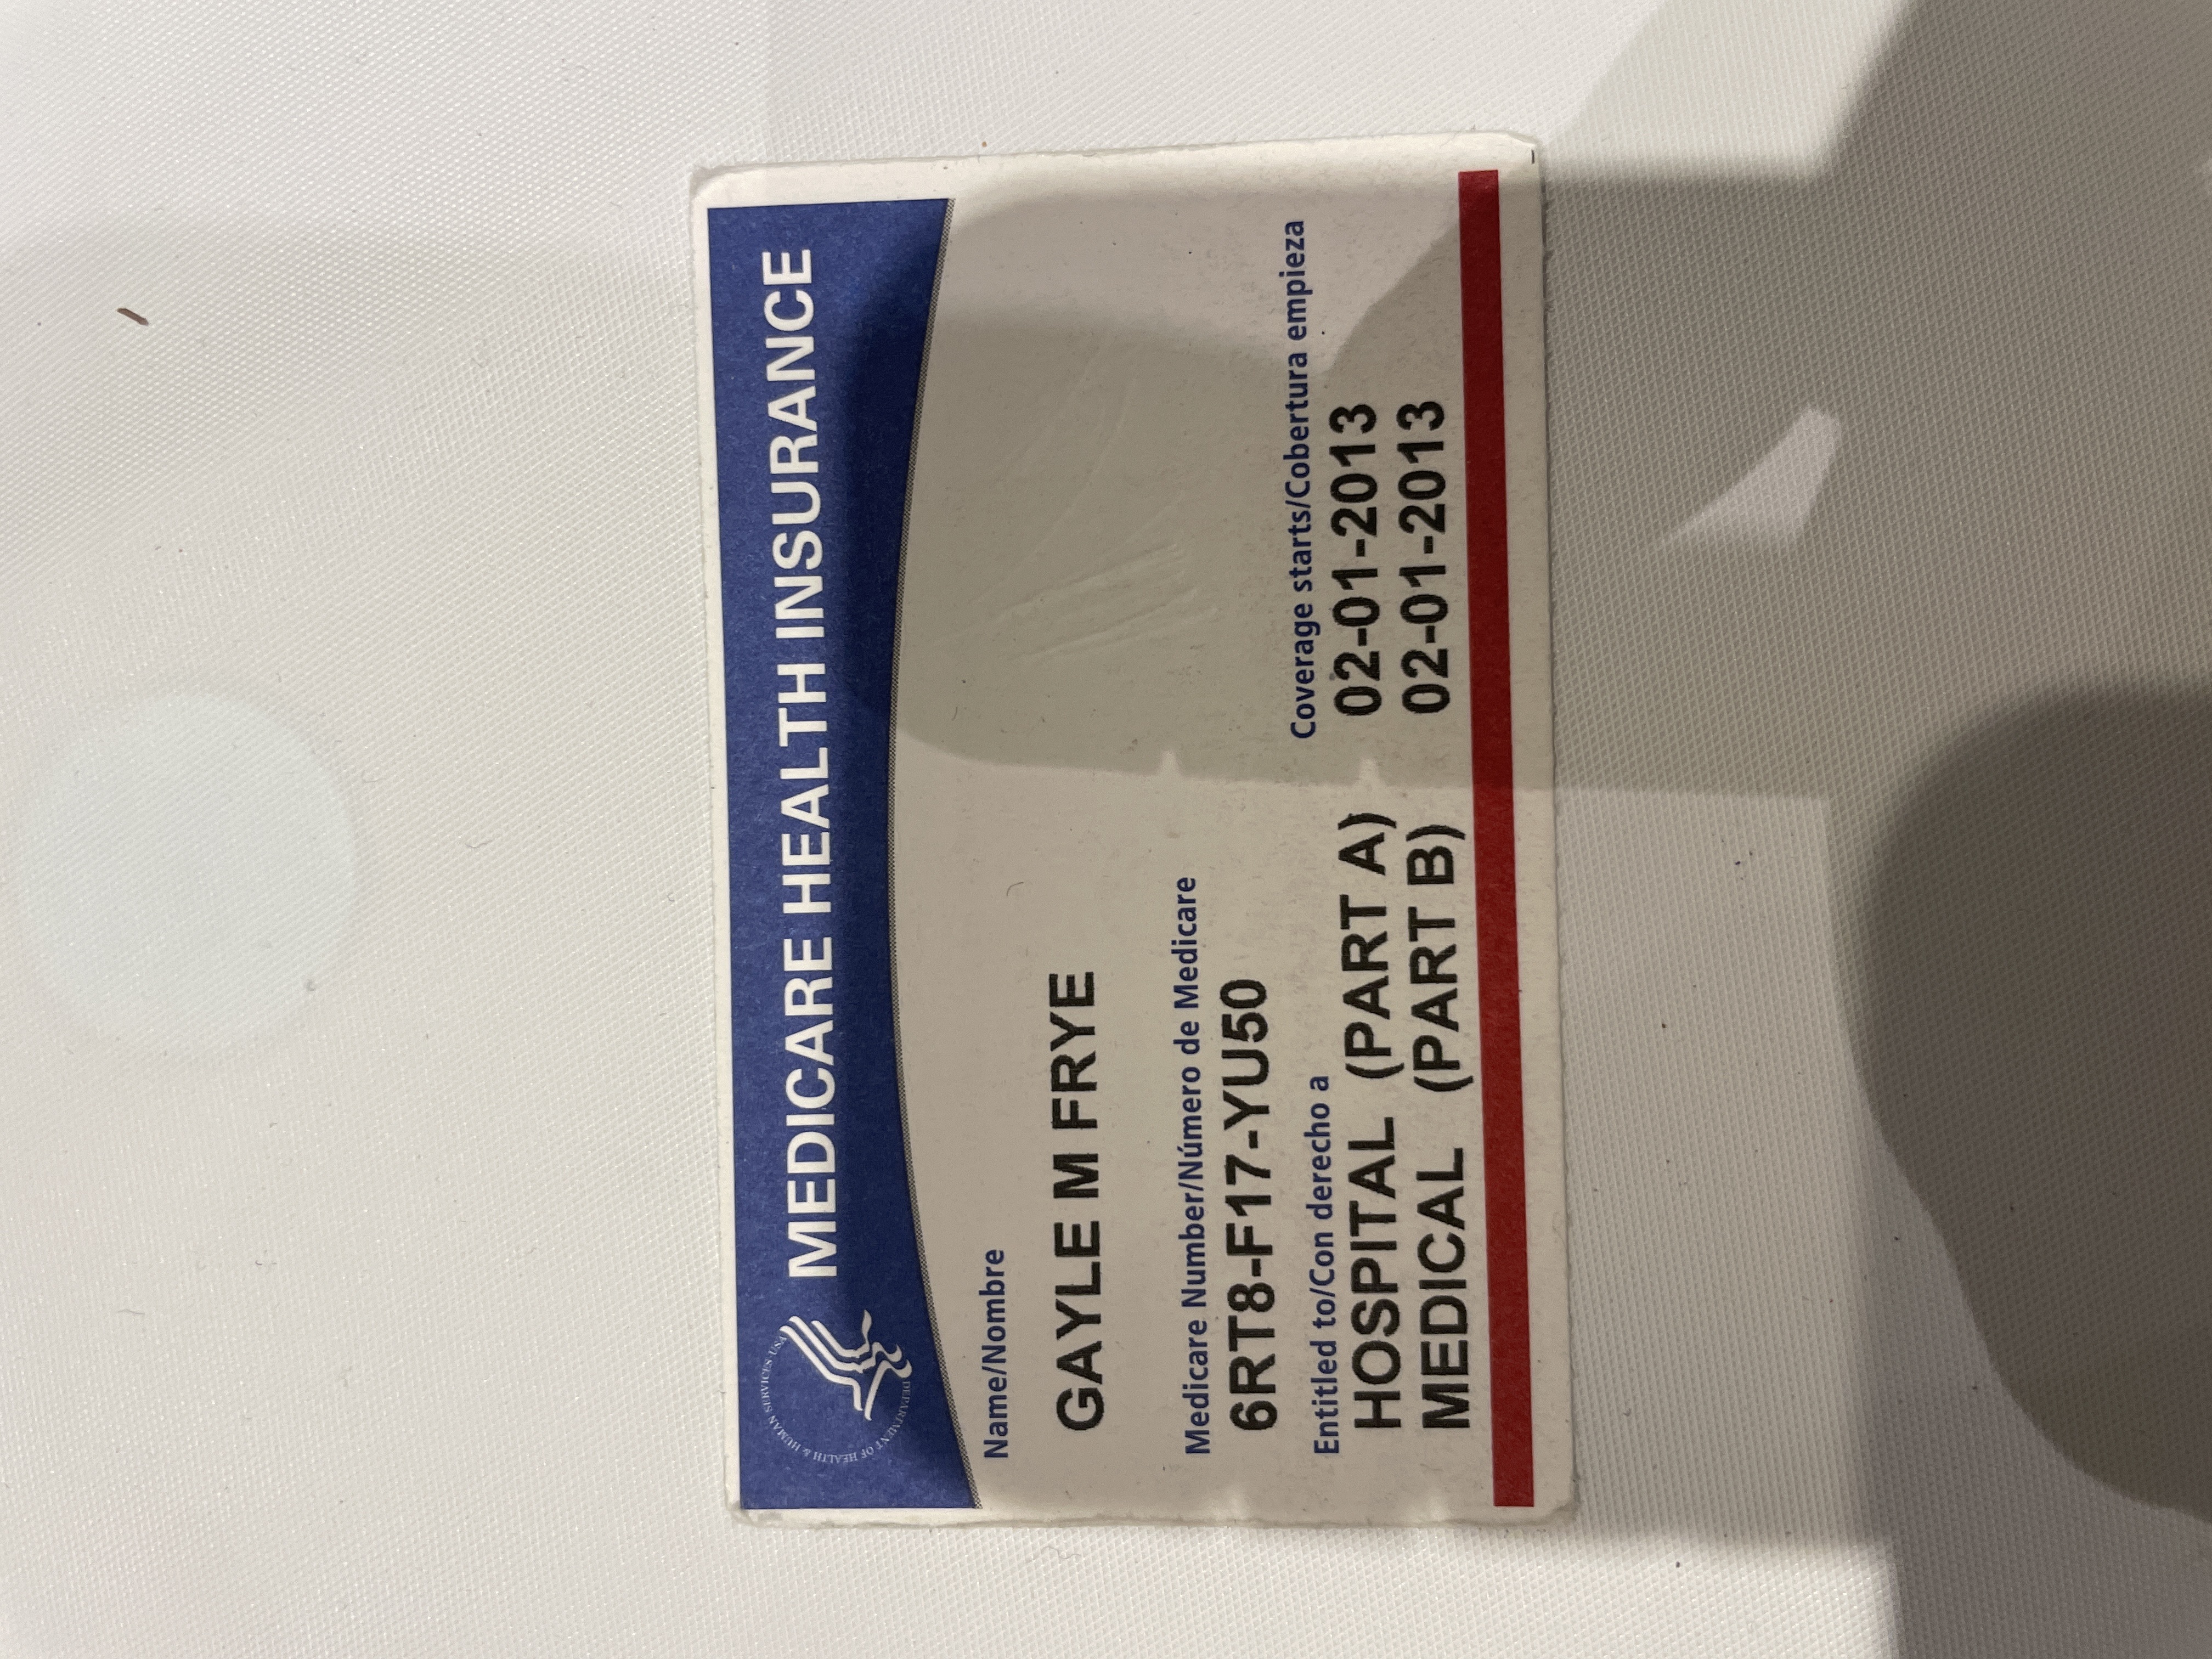 MEDICARE HEALTH INSURANCE
DEPARTMENT OF HEALTH & HUMAN SERVICES USA
Name/Nombre
GAYLE M FRYE
Medicare Number/Número de Medicare
6RT8-F17-YU50
Entitled to/Con derecho a Coverage starts/Cobertura empieza
HOSPITAL (PART A) 02-01-2013
MEDICAL (PART B) 02-01-2013